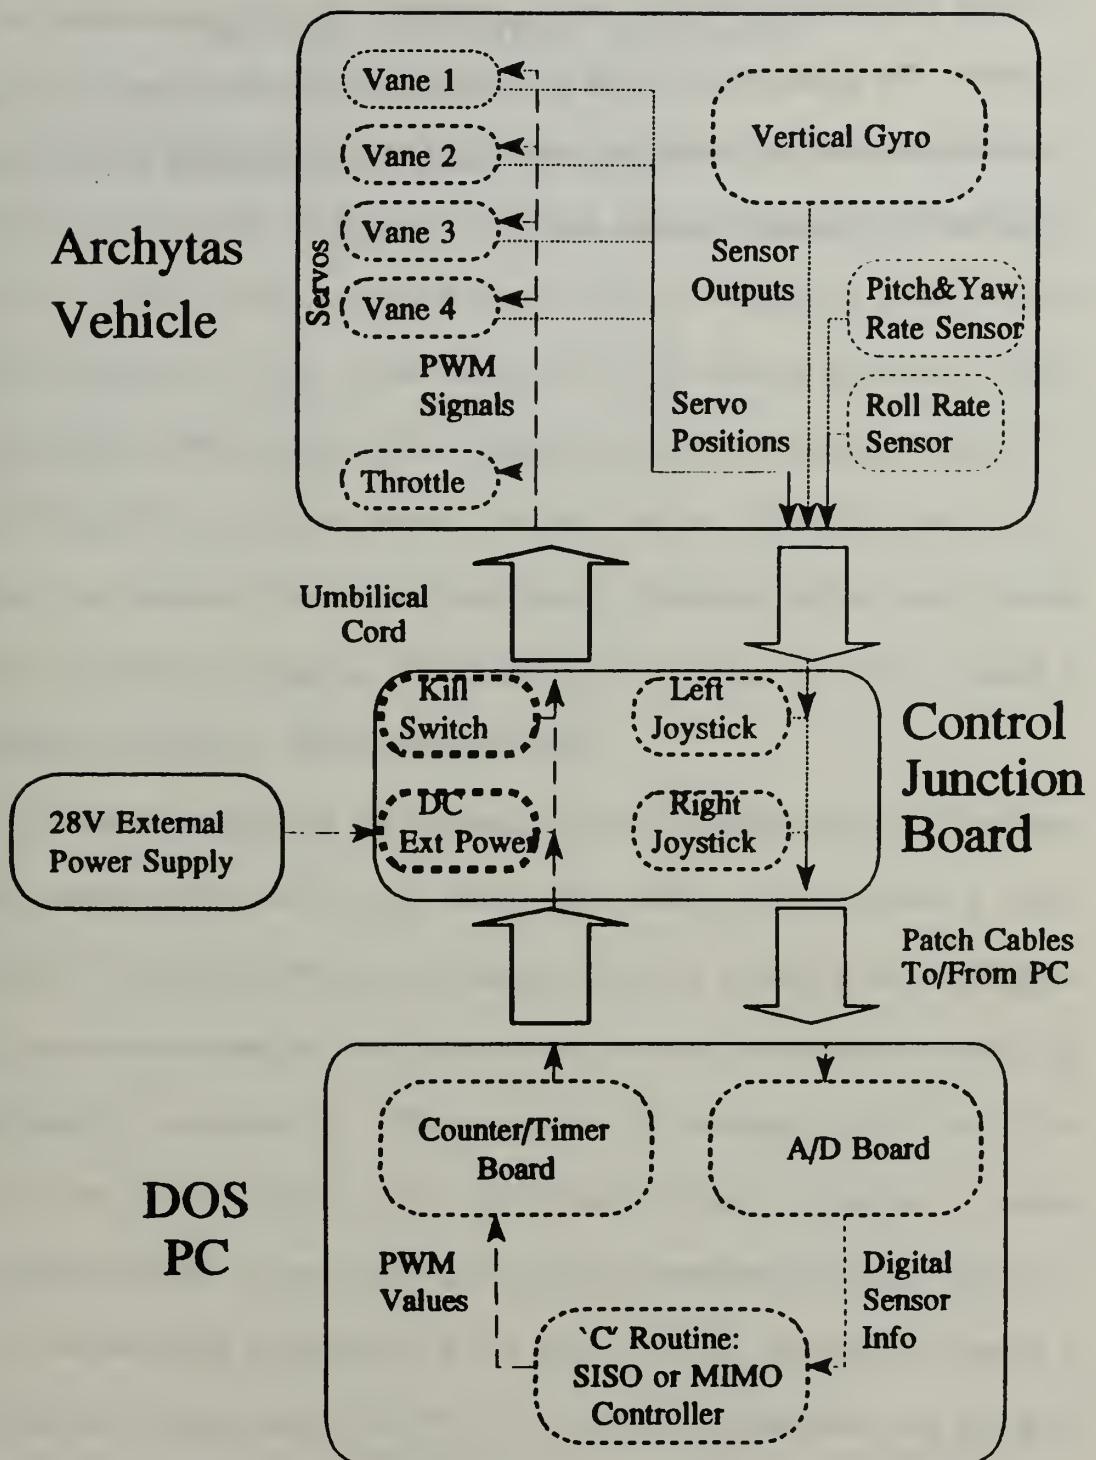 Archytas
Vehicle
Servos
Vane 1
Vane 2
Vane 3
Vane 4
PWM
Signals
Throttle
Vertical Gyro
Sensor
Outputs
Pitch&Yaw
Rate Sensor
Servo
Positions
Roll Rate
Sensor
Umbilical
Cord
Kill
Switch
Left
Joystick
Control
Junction
Board
28V External
Power Supply
DC
Ext Power
Right
Joystick
Patch Cables
To/From PC
DOS
PC
Counter/Timer
Board
A/D Board
PWM
Values
Digital
Sensor
Info
`C' Routine:
SISO or MIMO
Controller